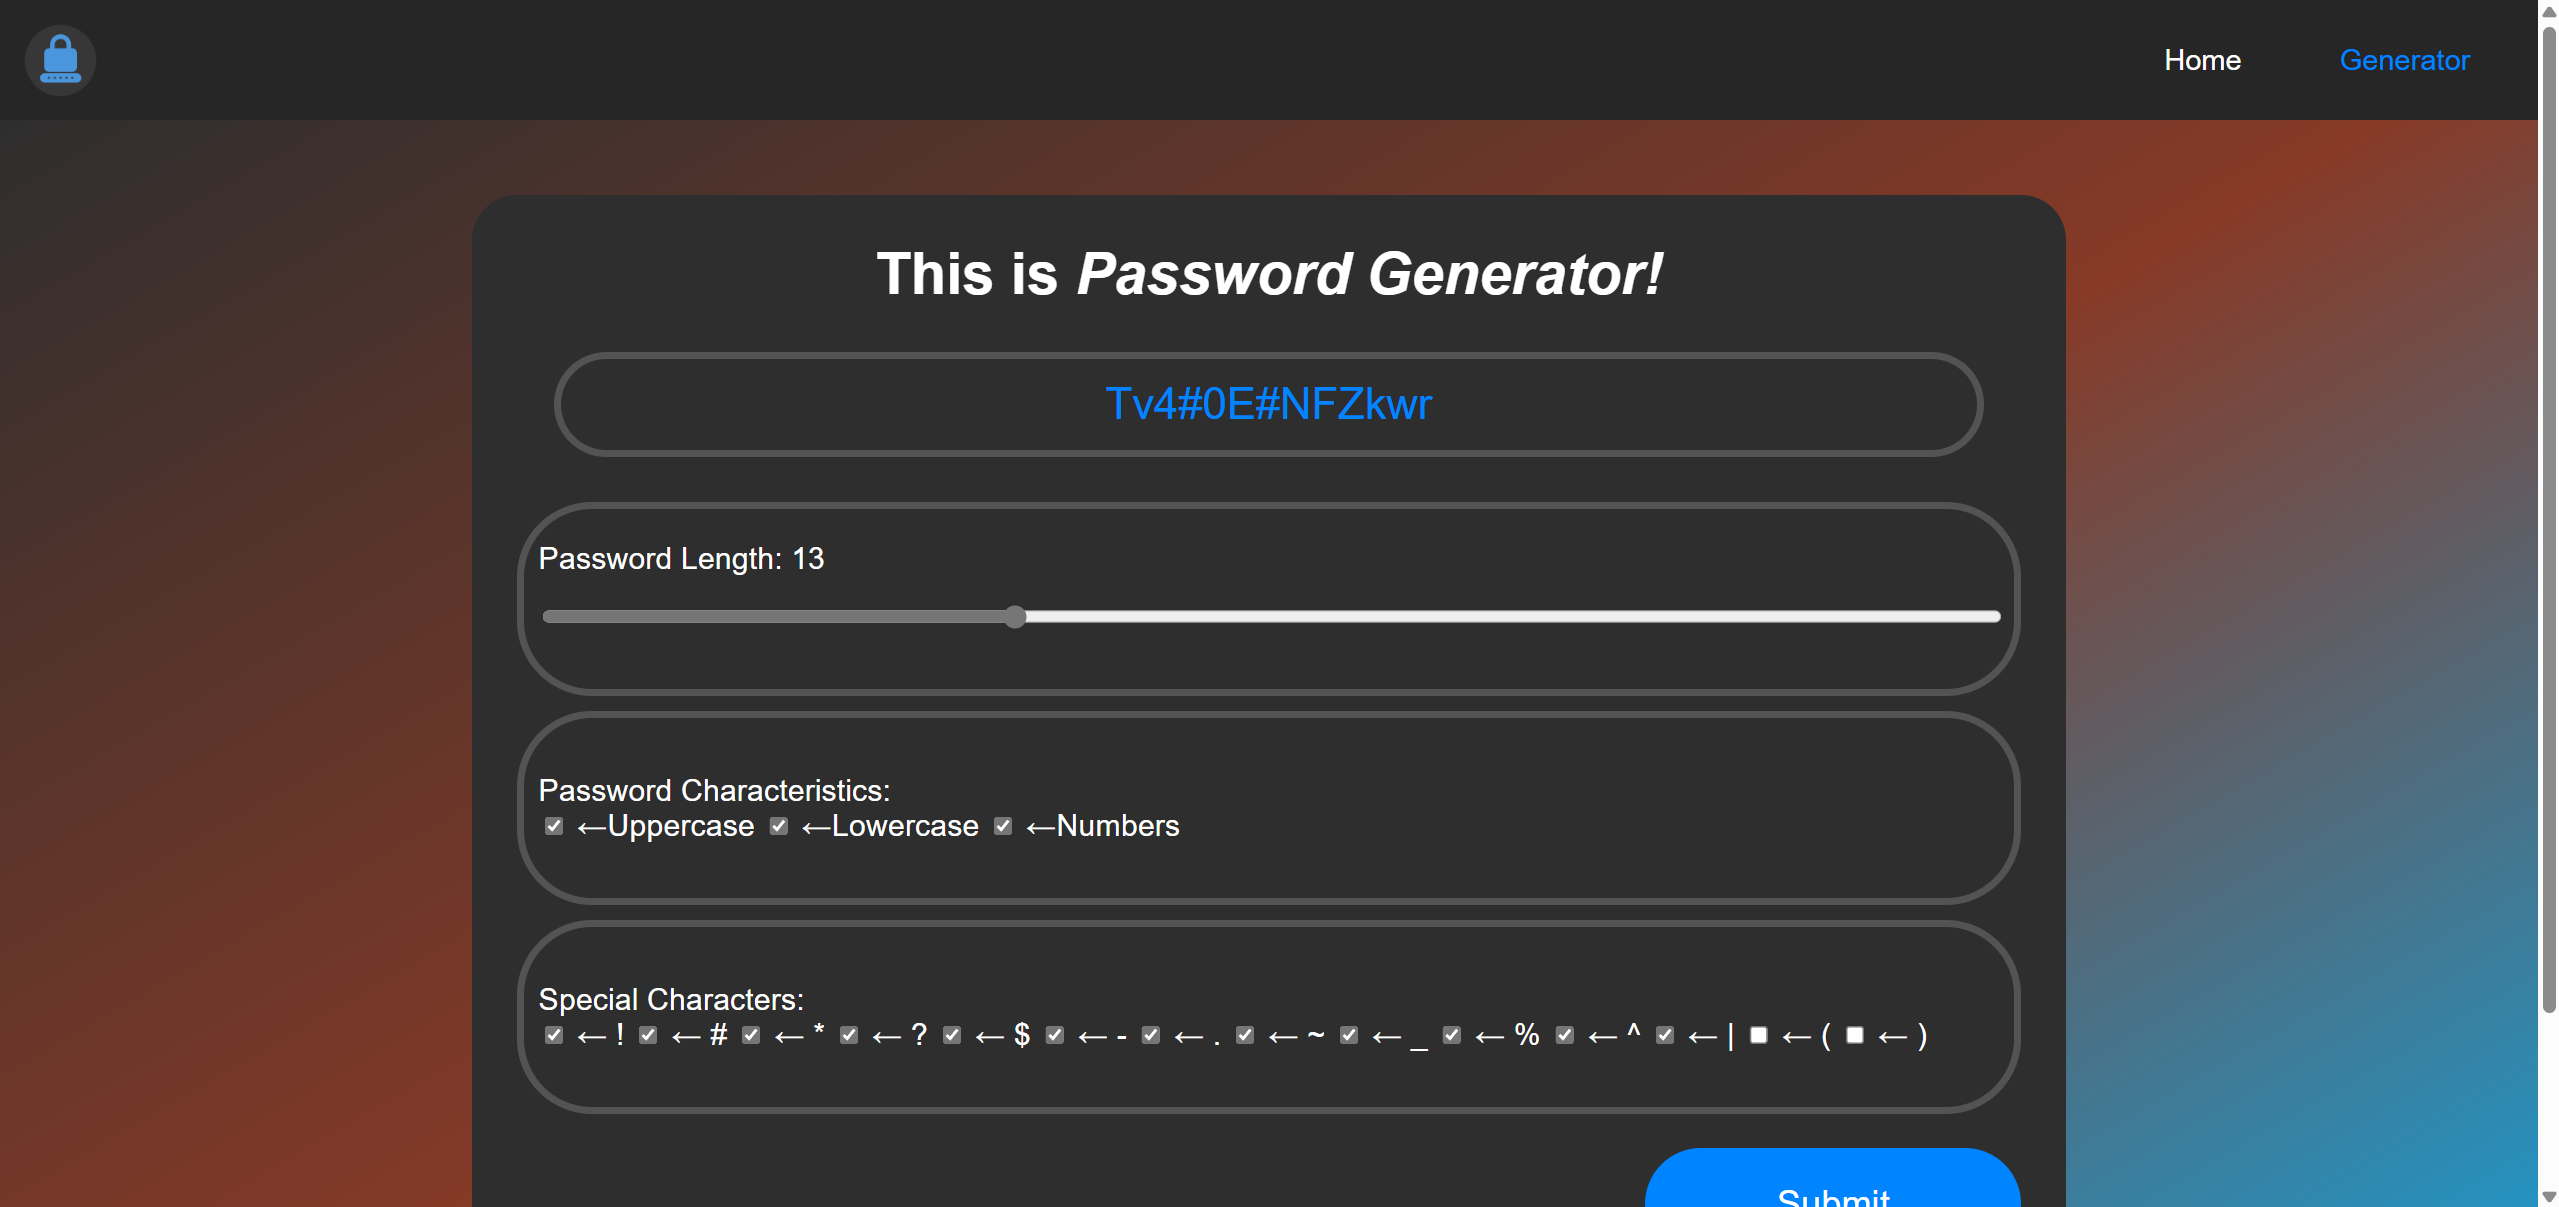 Home Generator
This is Password Generator!
Tv4#0E#NFZkwr
Password Length: 13
Password Characteristics:
←Uppercase ←Lowercase ←Numbers
Special Characters:
← ! ← # ← * ← ? ← $ ← - ← . ← ~ ← _ ← % ← ^ ← | ← ( ← )
Submit